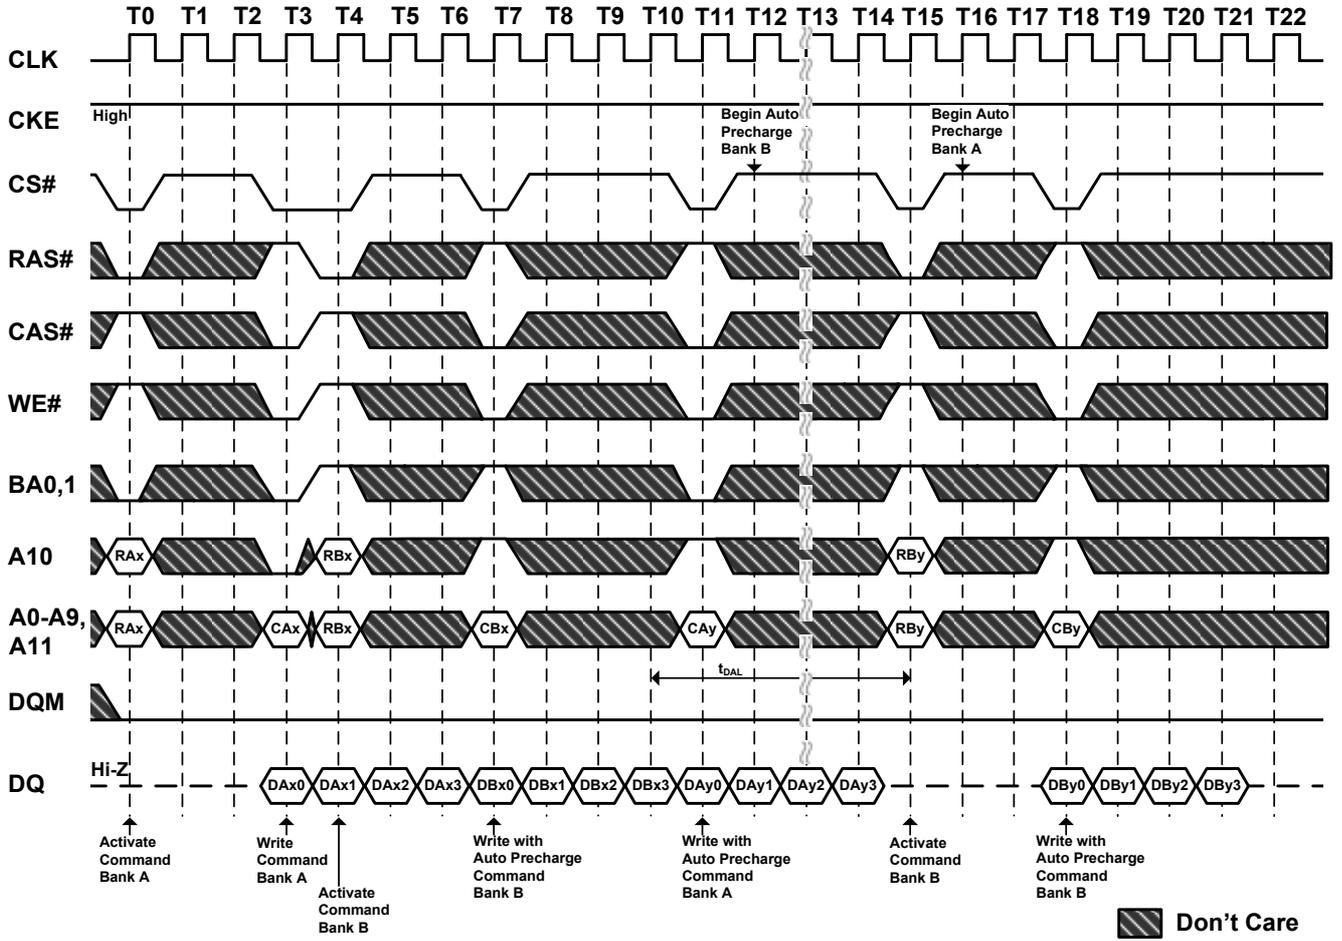 T0 T1 T2 T3 T4 T5 T6 T7 T8 T9 T10 T11 T12 T13 T14 T15 T16 T17 T18 T19 T20 T21 T22
CLK
CKE
High
Begin Auto
Precharge
Bank B
Begin Auto
Precharge
Bank A
CS#
RAS#
CAS#
WE#
BA0,1
A10
RAx RBx RBy
A0-A9,
A11
RAx CAx RBx CBx CAy RBy CBy
tDAL
DQM
DQ
Hi-Z
DAx0 DAx1 DAx2 DAx3 DBx0 DBx1 DBx2 DBx3 DAy0 DAy1 DAy2 DAy3 DBy0 DBy1 DBy2 DBy3
Activate
Command
Bank A
Write
Command
Bank A
Activate
Command
Bank B
Write with
Auto Precharge
Command
Bank B
Write with
Auto Precharge
Command
Bank A
Activate
Command
Bank B
Write with
Auto Precharge
Command
Bank B
Don't Care